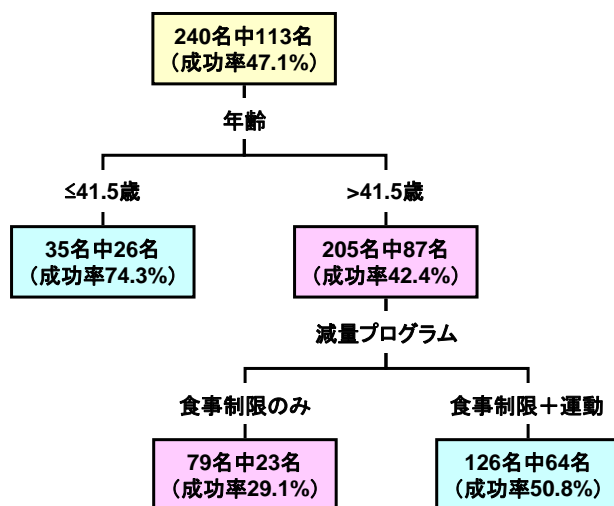 240名中113名
（成功率47.1%）
年齢
≤41.5歳
>41.5歳
35名中26名
（成功率74.3%）
205名中87名
（成功率42.4%）
減量プログラム
食事制限のみ
食事制限＋運動
79名中23名
（成功率29.1%）
126名中64名
（成功率50.8%）